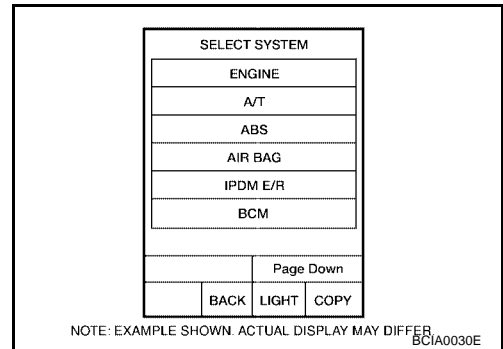 SELECT SYSTEM
ENGINE
A/T
ABS
AIR BAG
IPDM E/R
BCM
Page Down
BACK LIGHT COPY
NOTE: EXAMPLE SHOWN. ACTUAL DISPLAY MAY DIFFER.
BCIA0030E